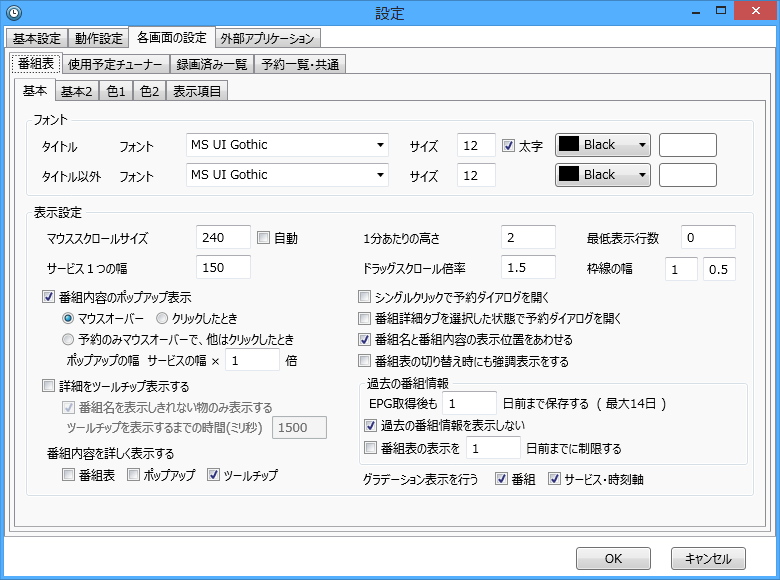 設定
基本設定 動作設定 各画面の設定 外部アプリケーション
番組表 使用予定チューナー 録画済み一覧 予約一覧・共通
基本 基本2 色1 色2 表示項目
フォント
タイトル フォント MS UI Gothic サイズ 12 太字 Black
タイトル以外 フォント MS UI Gothic サイズ 12 Black
表示設定
マウススクロールサイズ 240 自動 1分あたりの高さ 2 最低表示行数 0
サービス1つの幅 150 ドラッグスクロール倍率 1.5 枠線の幅 1 0.5
番組内容のポップアップ表示
マウスオーバー クリックしたとき
予約のみマウスオーバーで、他はクリックしたとき
ポップアップの幅 サービスの幅 × 1 倍
詳細をツールチップ表示する
番組名を表示しきれない物のみ表示する
ツールチップを表示するまでの時間(ミリ秒) 1500
番組内容を詳しく表示する
番組表 ポップアップ ツールチップ
シングルクリックで予約ダイアログを開く
番組詳細タブを選択した状態で予約ダイアログを開く
番組名と番組内容の表示位置をあわせる
番組表の切り替え時にも強調表示をする
過去の番組情報
EPG取得後も 1 日前まで保存する ( 最大14日 )
過去の番組情報を表示しない
番組表の表示を 1 日前までに制限する
グラデーション表示を行う 番組 サービス・時刻軸
OK キャンセル